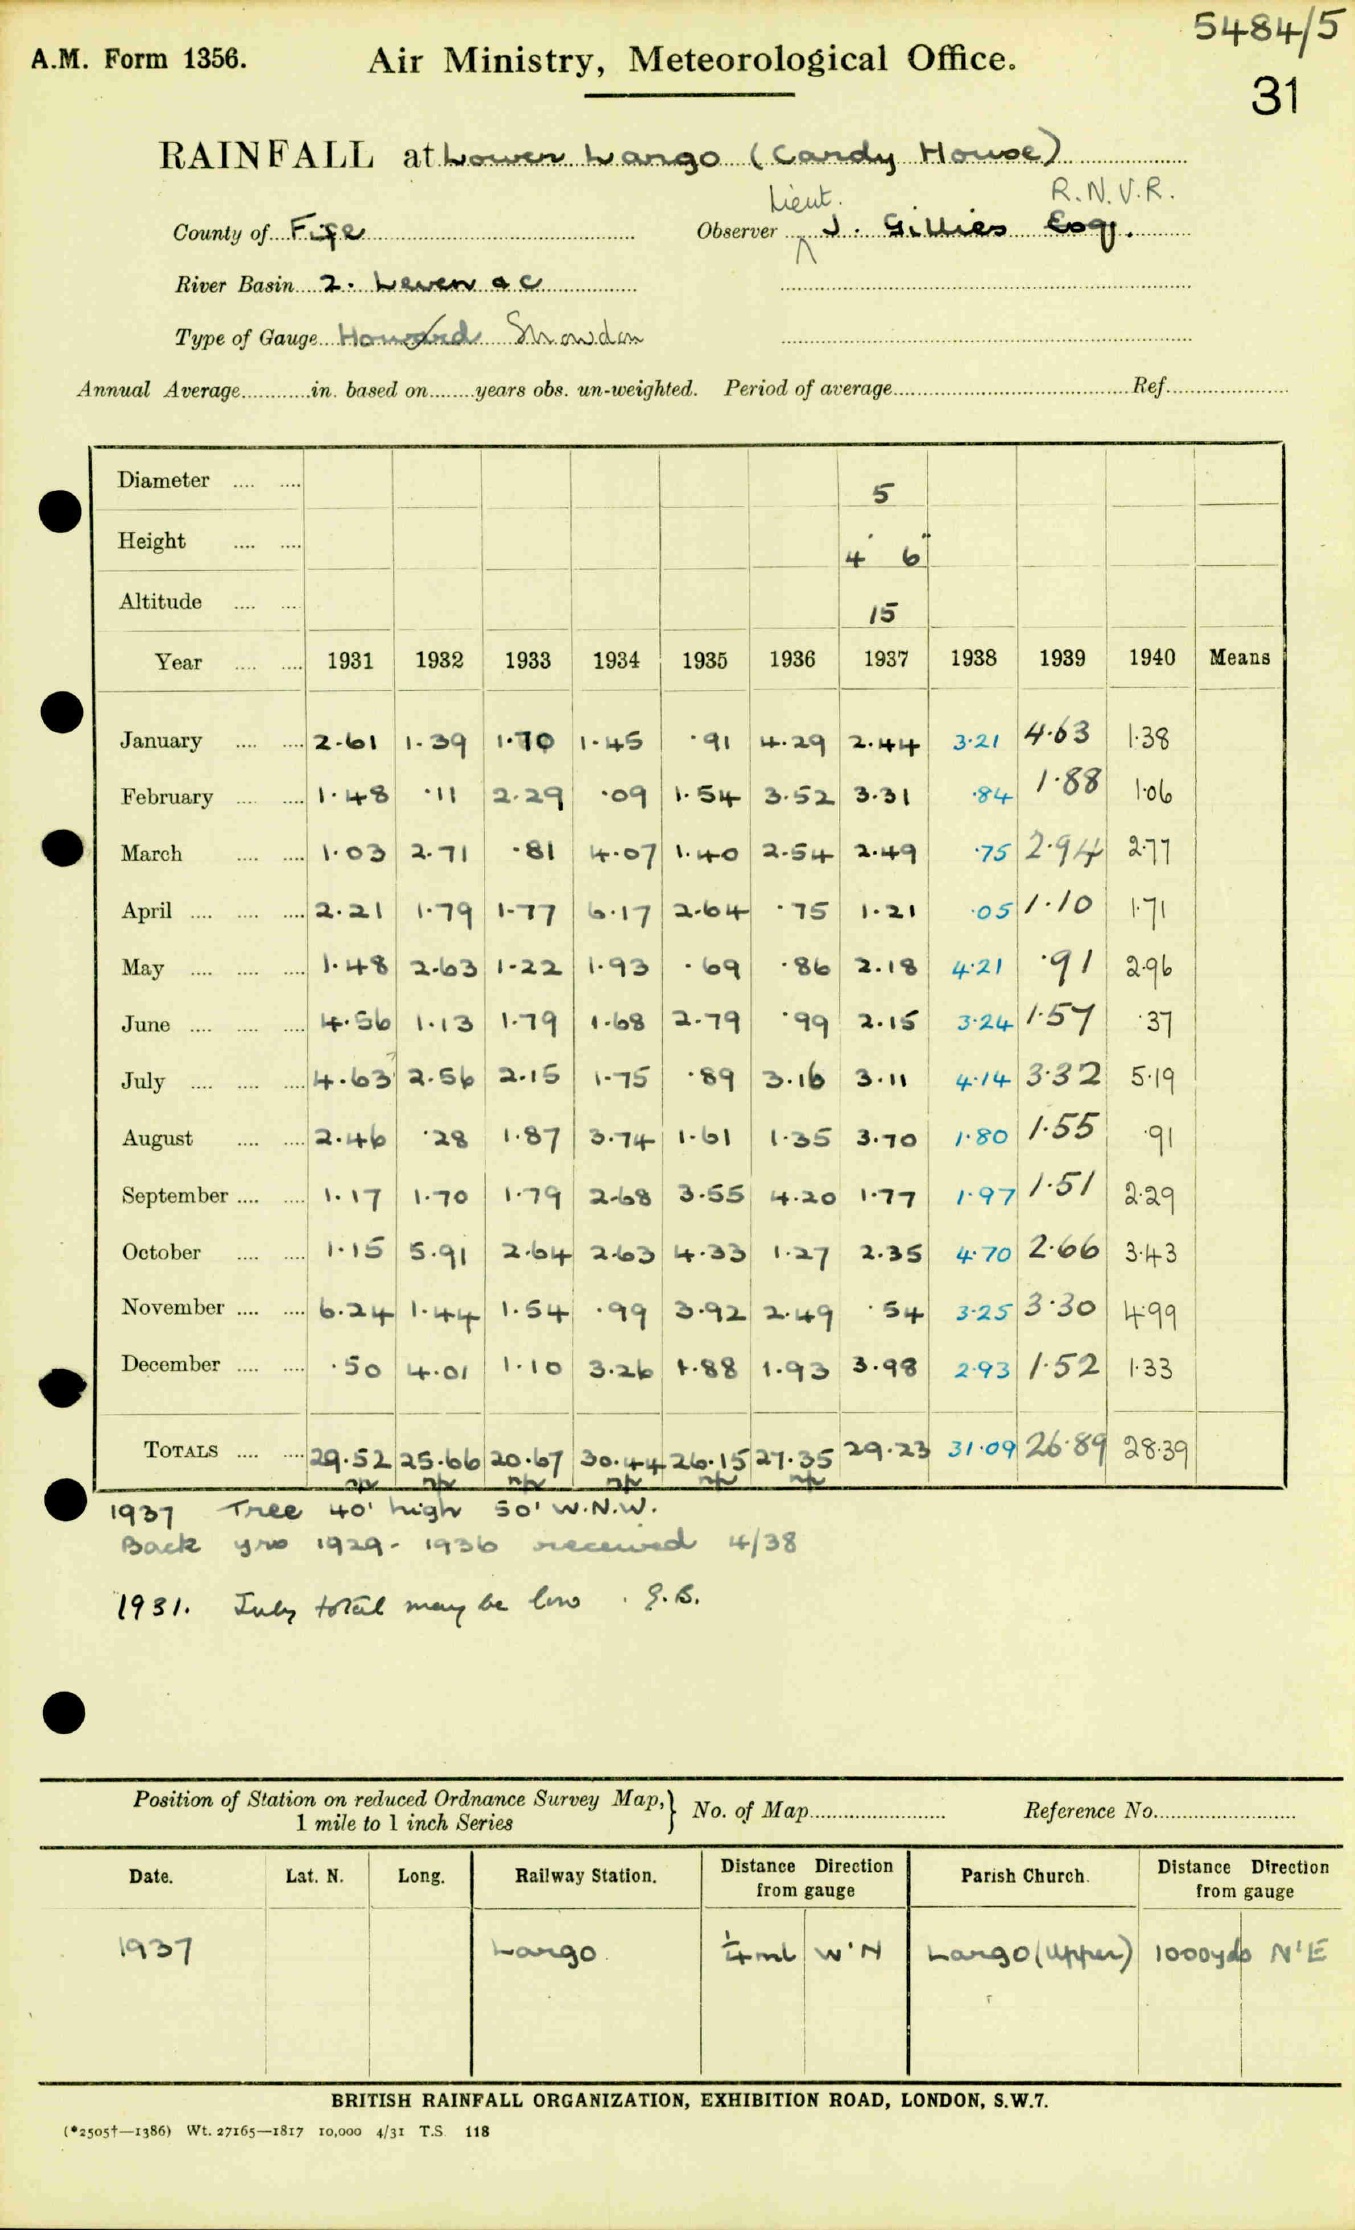 5484/5
A.M. Form 1356. Air Ministry, Meteorological Office.
31
RAINFALL at Lower Largo (Cardy House)
Lieut. R.N.V.R.
County of Fife Observer J. Gillies Esq.
River Basin 2. Leven &c
Type of Gauge Howard Snowdon
Annual Average in. based on years obs. un-weighted. Period of average Ref.
Diameter 5
Height 4' 6"
Altitude 15
Year 1931 1932 1933 1934 1935 1936 1937 1938 1939 1940 Means
January 2.61 1.39 1.70 1.45 .91 4.29 2.44 3.21 4.63 1.38
February 1.48 .11 2.29 .09 1.54 3.52 3.31 .84 1.88 1.06
March 1.03 2.71 .81 4.07 1.40 2.54 2.49 .75 2.94 2.77
April 2.21 1.79 1.77 6.17 2.64 .75 1.21 .05 1.10 1.71
May 1.48 2.63 1.22 1.93 .69 .86 2.18 4.21 .91 2.96
June 4.56 1.13 1.79 1.68 2.79 .99 2.15 3.24 1.57 .37
July 4.63? 2.56 2.15 1.75 .89 3.16 3.11 4.14 3.32 5.19
August 2.46 .28 1.87 3.74 1.61 1.35 3.70 1.80 1.55 .91
September 1.17 1.70 1.79 2.68 3.55 4.20 1.77 1.97 1.51 2.29
October 1.15 5.91 2.64 2.63 4.33 1.27 2.35 4.70 2.66 3.43
November 6.24 1.44 1.54 .99 3.92 2.49 .54 3.25 3.30 4.99
December .50 4.01 1.10 3.26 1.88 1.93 3.98 2.93 1.52 1.33
TOTALS 29.52 25.66 20.67 30.44 26.15 27.35 29.23 31.09 26.89 28.39
np np np np np np
1937 Tree 40' high 50' W.N.W.
Back yrs 1929-1936 received 4/38
1931. July total may be low. G.B.
Position of Station on reduced Ordnance Survey Map, } No. of Map Reference No.
1 mile to 1 inch Series
Date. Lat. N. Long. Railway Station. Distance Direction from gauge Parish Church. Distance Direction from gauge
1937 Largo ¼ ml W'N Largo (Upper) 1000yds N'E
BRITISH RAINFALL ORGANIZATION, EXHIBITION ROAD, LONDON, S.W.7.
(*2505†—1386) Wt. 27165—1817 10,000 4/31 T.S. 118